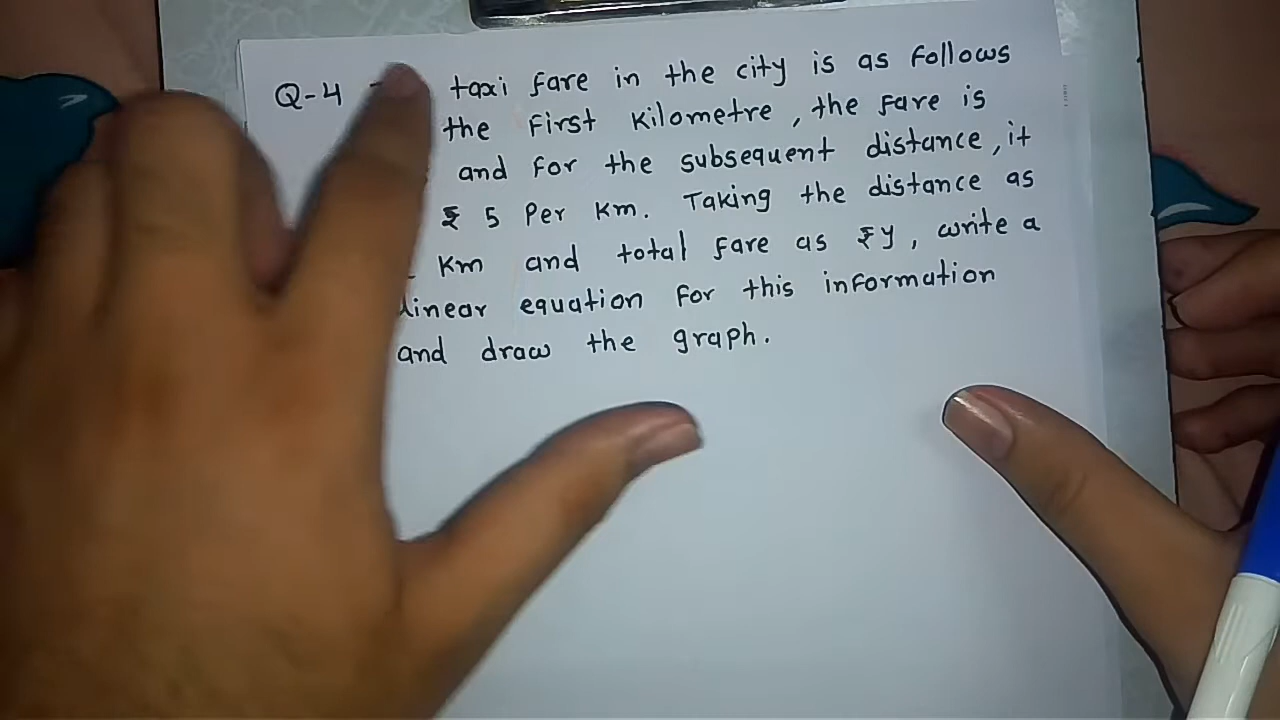 Q-4 taxi fare in the city is as follows
the first kilometre, the fare is
and for the subsequent distance, it
₹ 5 Per km. Taking the distance as
km and total fare as ₹y, write a
linear equation for this information
and draw the graph.